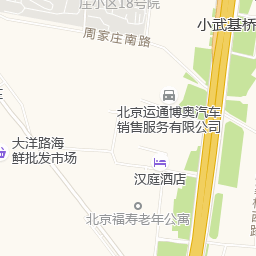 庄小区18号院
小武基桥
周家庄南路
北京运通博奥汽车
销售服务有限公司
大洋路海
鲜批发市场
汉庭酒店
北京福寿老年公寓